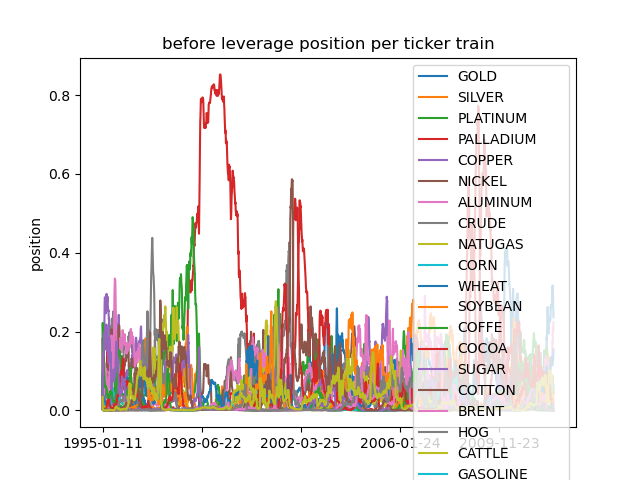 before leverage position per ticker train
position
0.8
0.6
0.4
0.2
0.0
1995-01-11 1998-06-22 2002-03-25 2006-01-24 2009-11-23
GOLD
SILVER
PLATINUM
PALLADIUM
COPPER
NICKEL
ALUMINUM
CRUDE
NATUGAS
CORN
WHEAT
SOYBEAN
COFFE
COCOA
SUGAR
COTTON
BRENT
HOG
CATTLE
GASOLINE